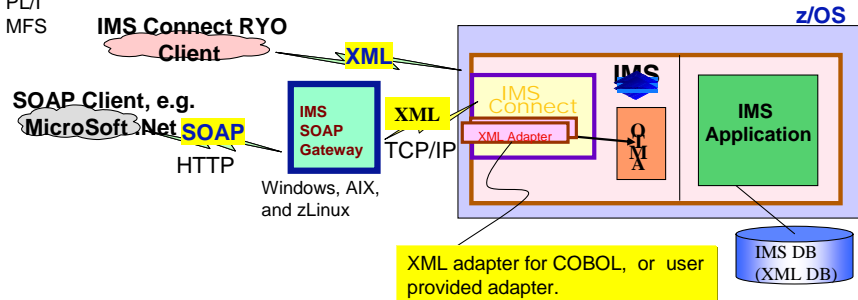 PL/I
MFS
z/OS
IMS Connect RYO
Client
XML
SOAP Client, e.g.
MicroSoft .Net
SOAP
HTTP
IMS
SOAP
Gateway
XML
TCP/IP
Windows, AIX,
and zLinux
IMS
Connect
XML Adapter
IMS
OTMA
IMS
Application
XML adapter for COBOL, or user
provided adapter.
IMS DB
(XML DB)